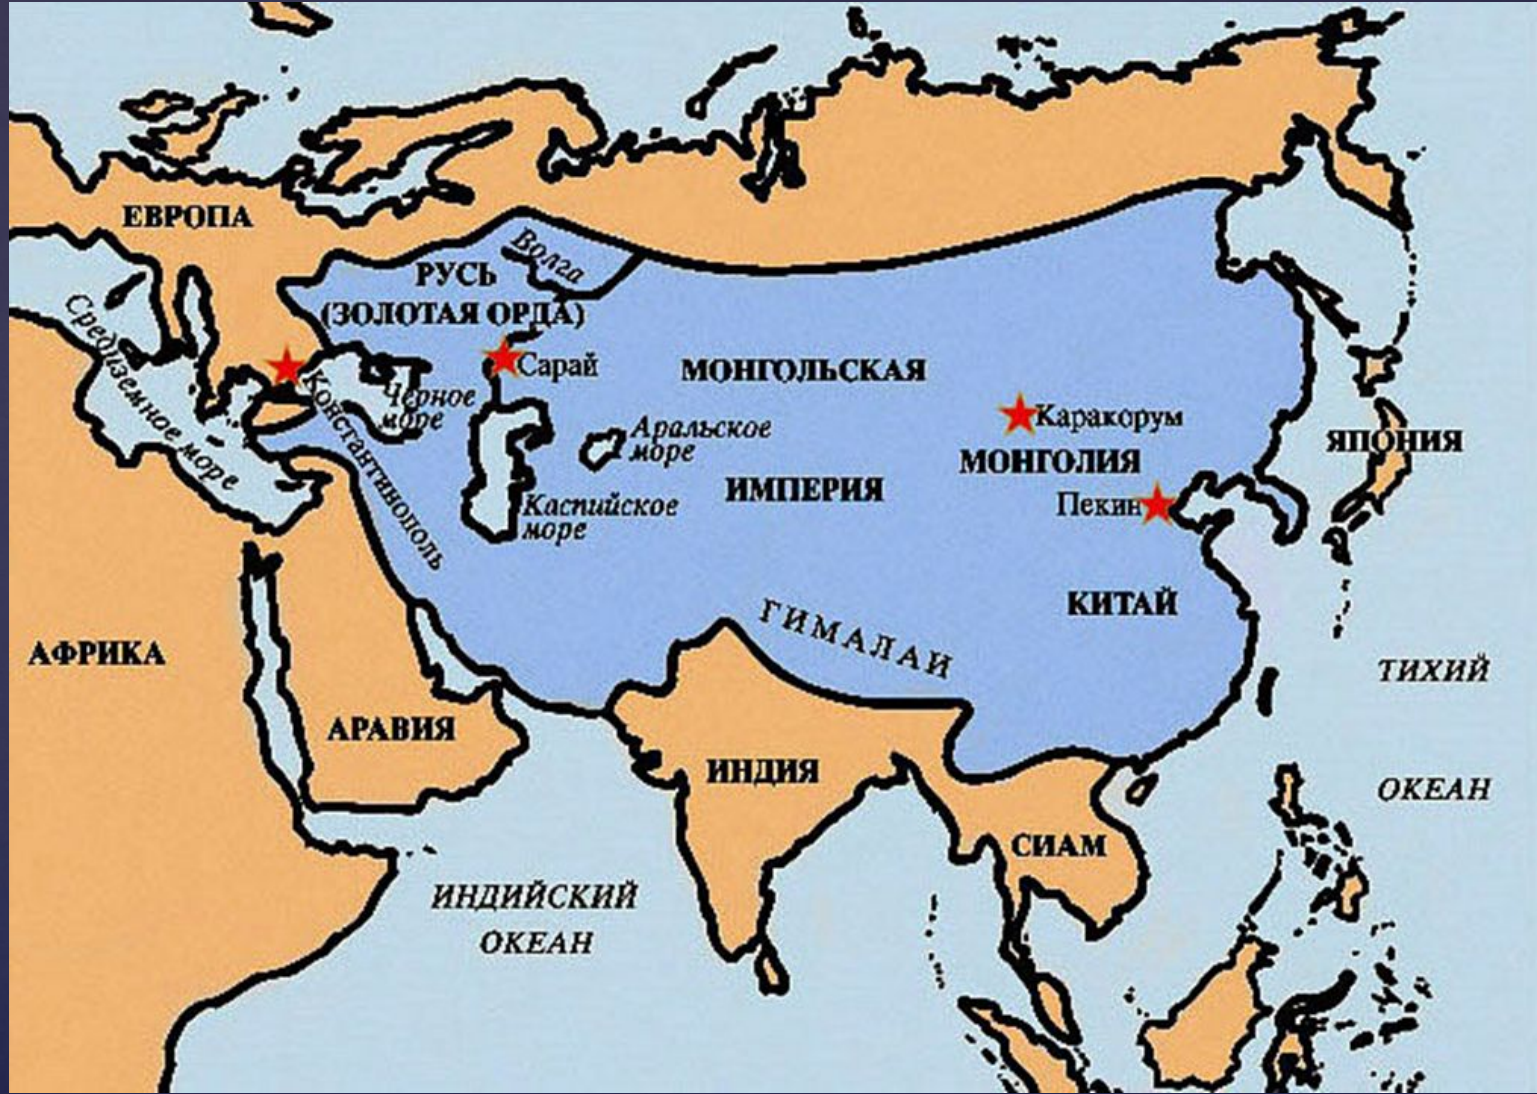 ЕВРОПА
Волга
РУСЬ
(ЗОЛОТАЯ ОРДА)
Средиземное море
Константинополь
Сарай
Черное
море
МОНГОЛЬСКАЯ
ИМПЕРИЯ
Аральское
море
Каспийское
море
Каракорум
МОНГОЛИЯ
Пекин
ЯПОНИЯ
КИТАЙ
ГИМАЛАИ
АФРИКА
АРАВИЯ
ИНДИЯ
СИАМ
ТИХИЙ
ОКЕАН
ИНДИЙСКИЙ
ОКЕАН